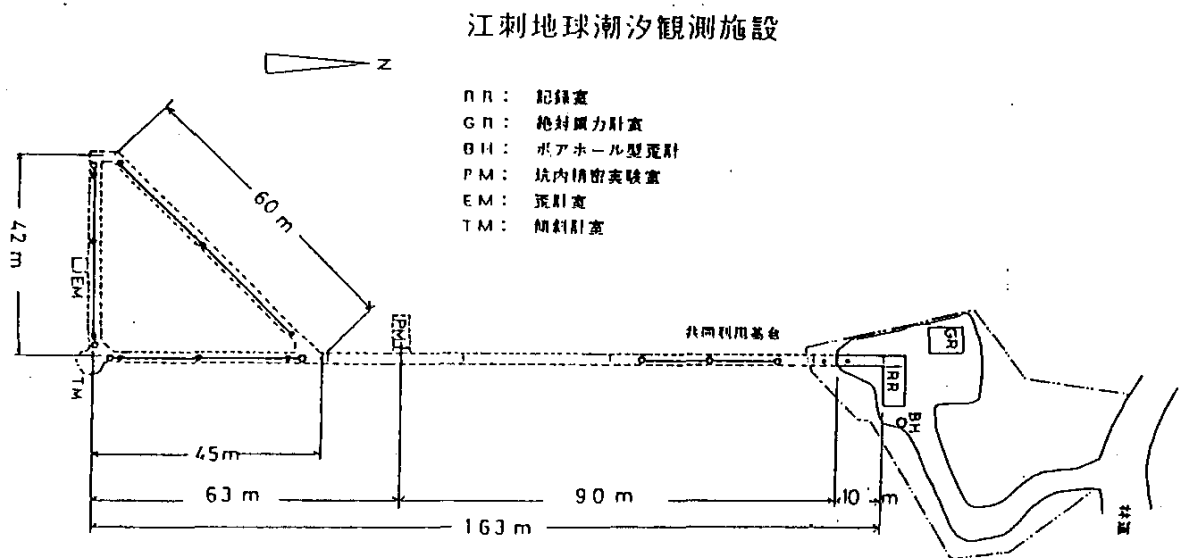 江刺地球潮汐観測施設
N
RR： 記録室
GR： 絶対重力計室
BH： ボアホール型歪計
PM： 坑内精密実験室
EM： 歪計室
TM： 傾斜計室
60 m
42 m
EM
PM
共同利用基台
GR
RR
TM
BH
45m
63 m
90 m
10 m
163 m
林道